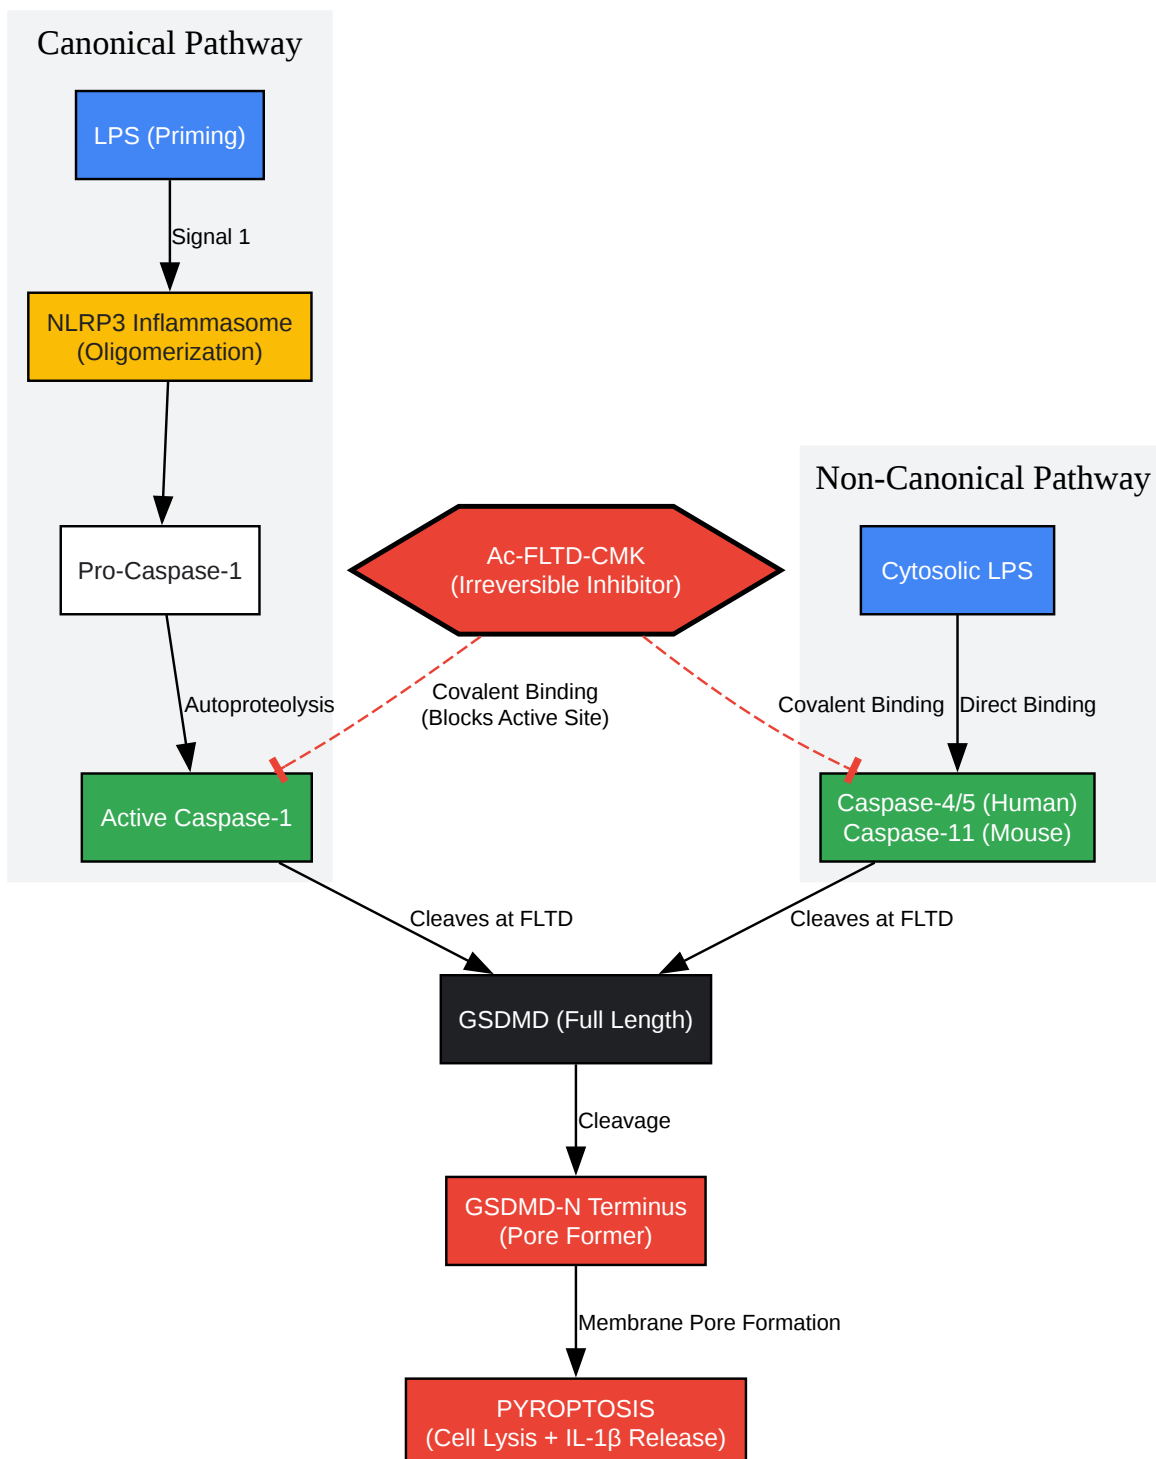 Canonical Pathway
LPS (Priming)
Signal 1
NLRP3 Inflammasome
(Oligomerization)
Pro-Caspase-1
Autoproteolysis
Active Caspase-1
Ac-FLTD-CMK
(Irreversible Inhibitor)
Covalent Binding
(Blocks Active Site)
Covalent Binding
Non-Canonical Pathway
Cytosolic LPS
Direct Binding
Caspase-4/5 (Human)
Caspase-11 (Mouse)
Cleaves at FLTD
Cleaves at FLTD
GSDMD (Full Length)
Cleavage
GSDMD-N Terminus
(Pore Former)
Membrane Pore Formation
PYROPTOSIS
(Cell Lysis + IL-1β Release)